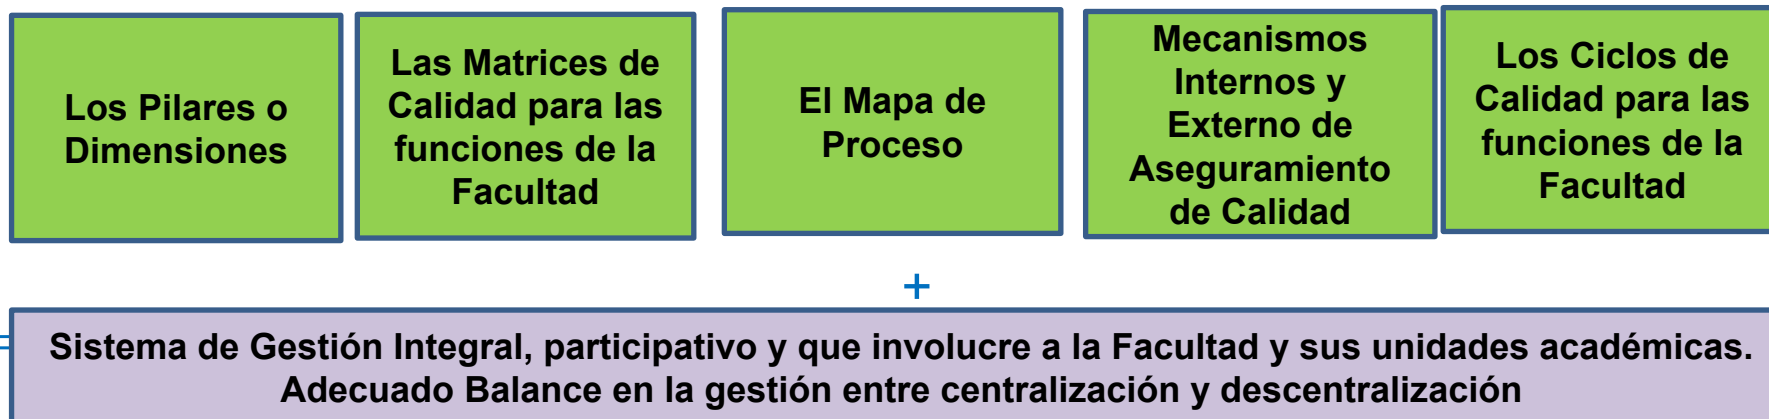 Los Pilares o
Dimensiones
Las Matrices de
Calidad para las
funciones de la
Facultad
El Mapa de
Proceso
Mecanismos
Internos y
Externo de
Aseguramiento
de Calidad
Los Ciclos de
Calidad para las
funciones de la
Facultad
+
=
Sistema de Gestión Integral, participativo y que involucre a la Facultad y sus unidades académicas.
Adecuado Balance en la gestión entre centralización y descentralización